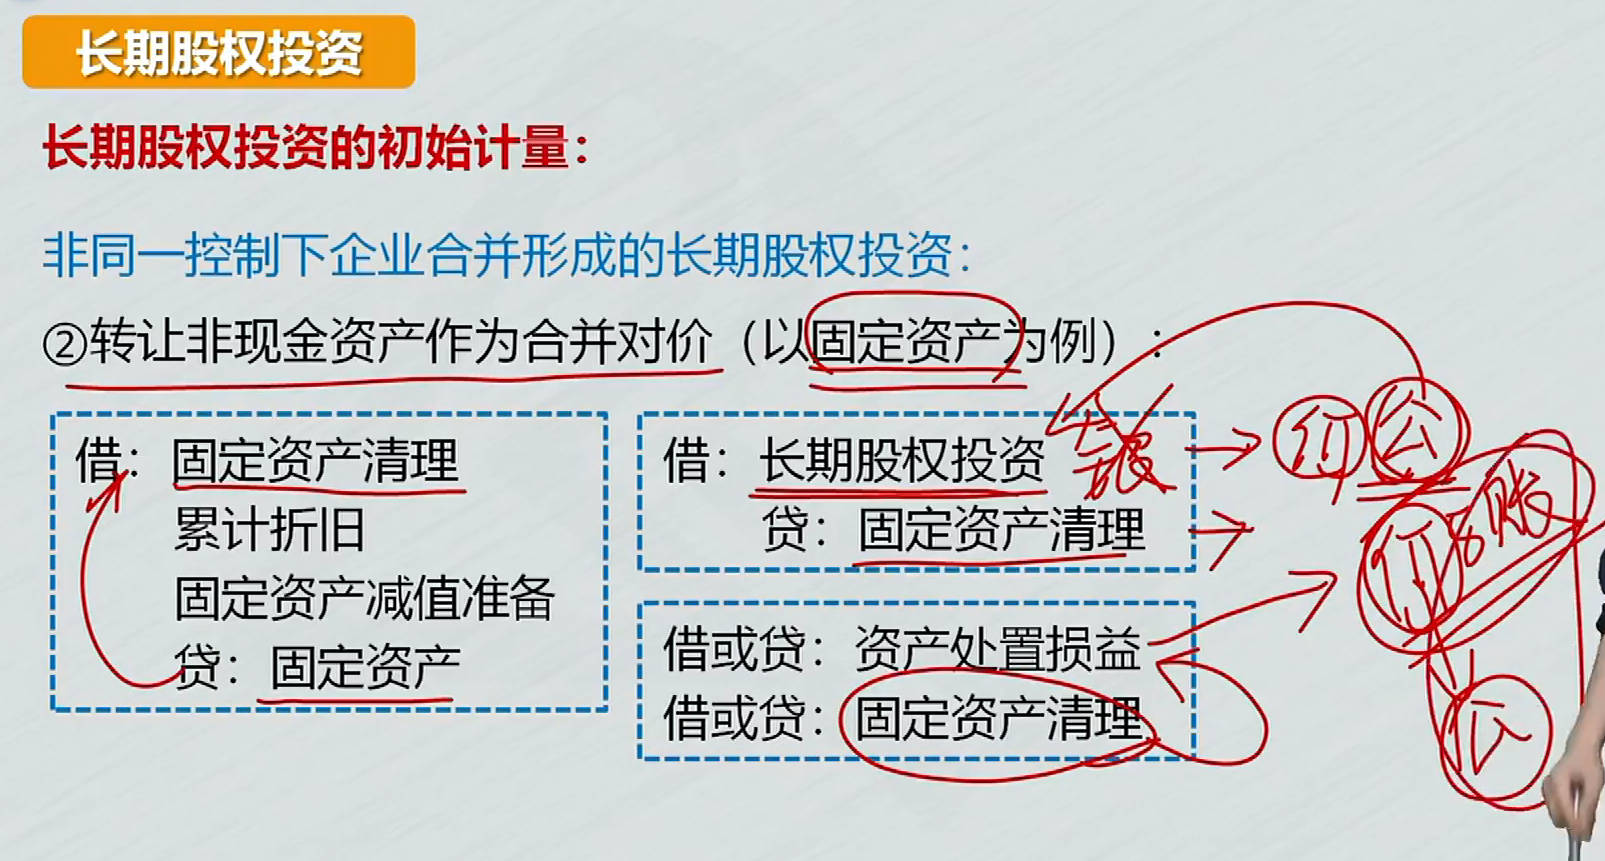 长期股权投资
长期股权投资的初始计量：
非同一控制下企业合并形成的长期股权投资：
②转让非现金资产作为合并对价（以固定资产为例）：
借：固定资产清理
累计折旧
固定资产减值准备
贷：固定资产
借：长期股权投资
贷：固定资产清理
借或贷：资产处置损益
借或贷：固定资产清理
付 公
付 账
公